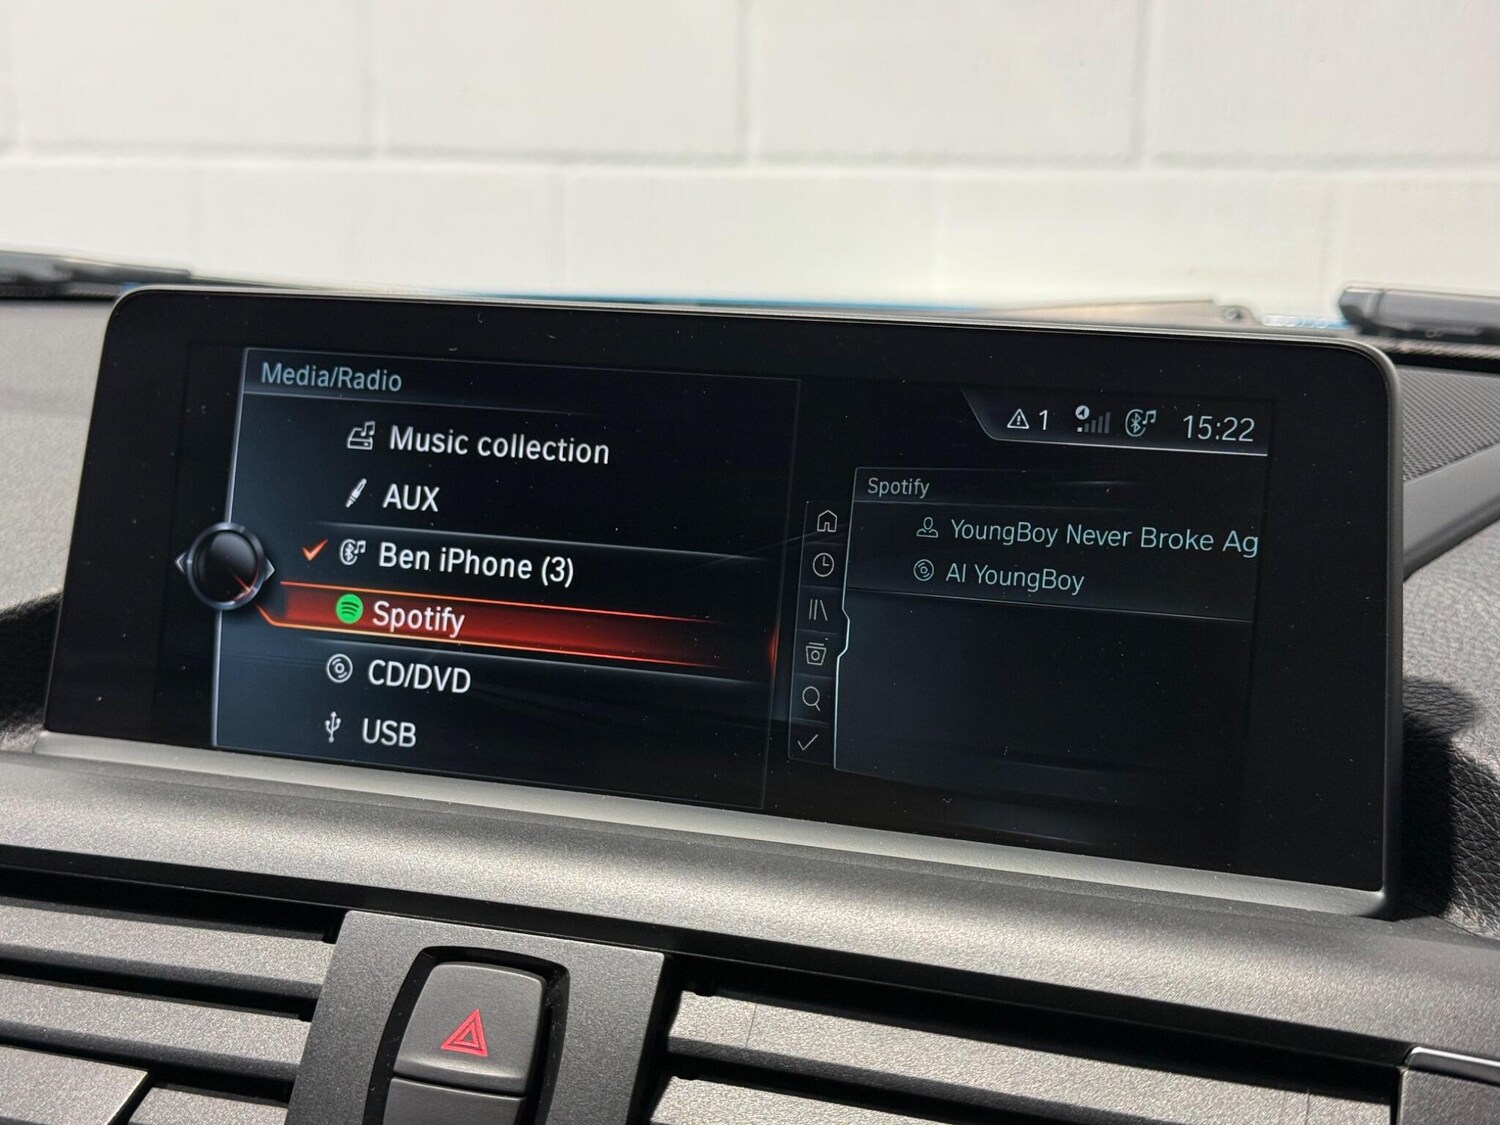 Media/Radio
Music collection
AUX
Ben iPhone (3)
Spotify
CD/DVD
USB
1 15:22
Spotify
YoungBoy Never Broke Ag
AI YoungBoy